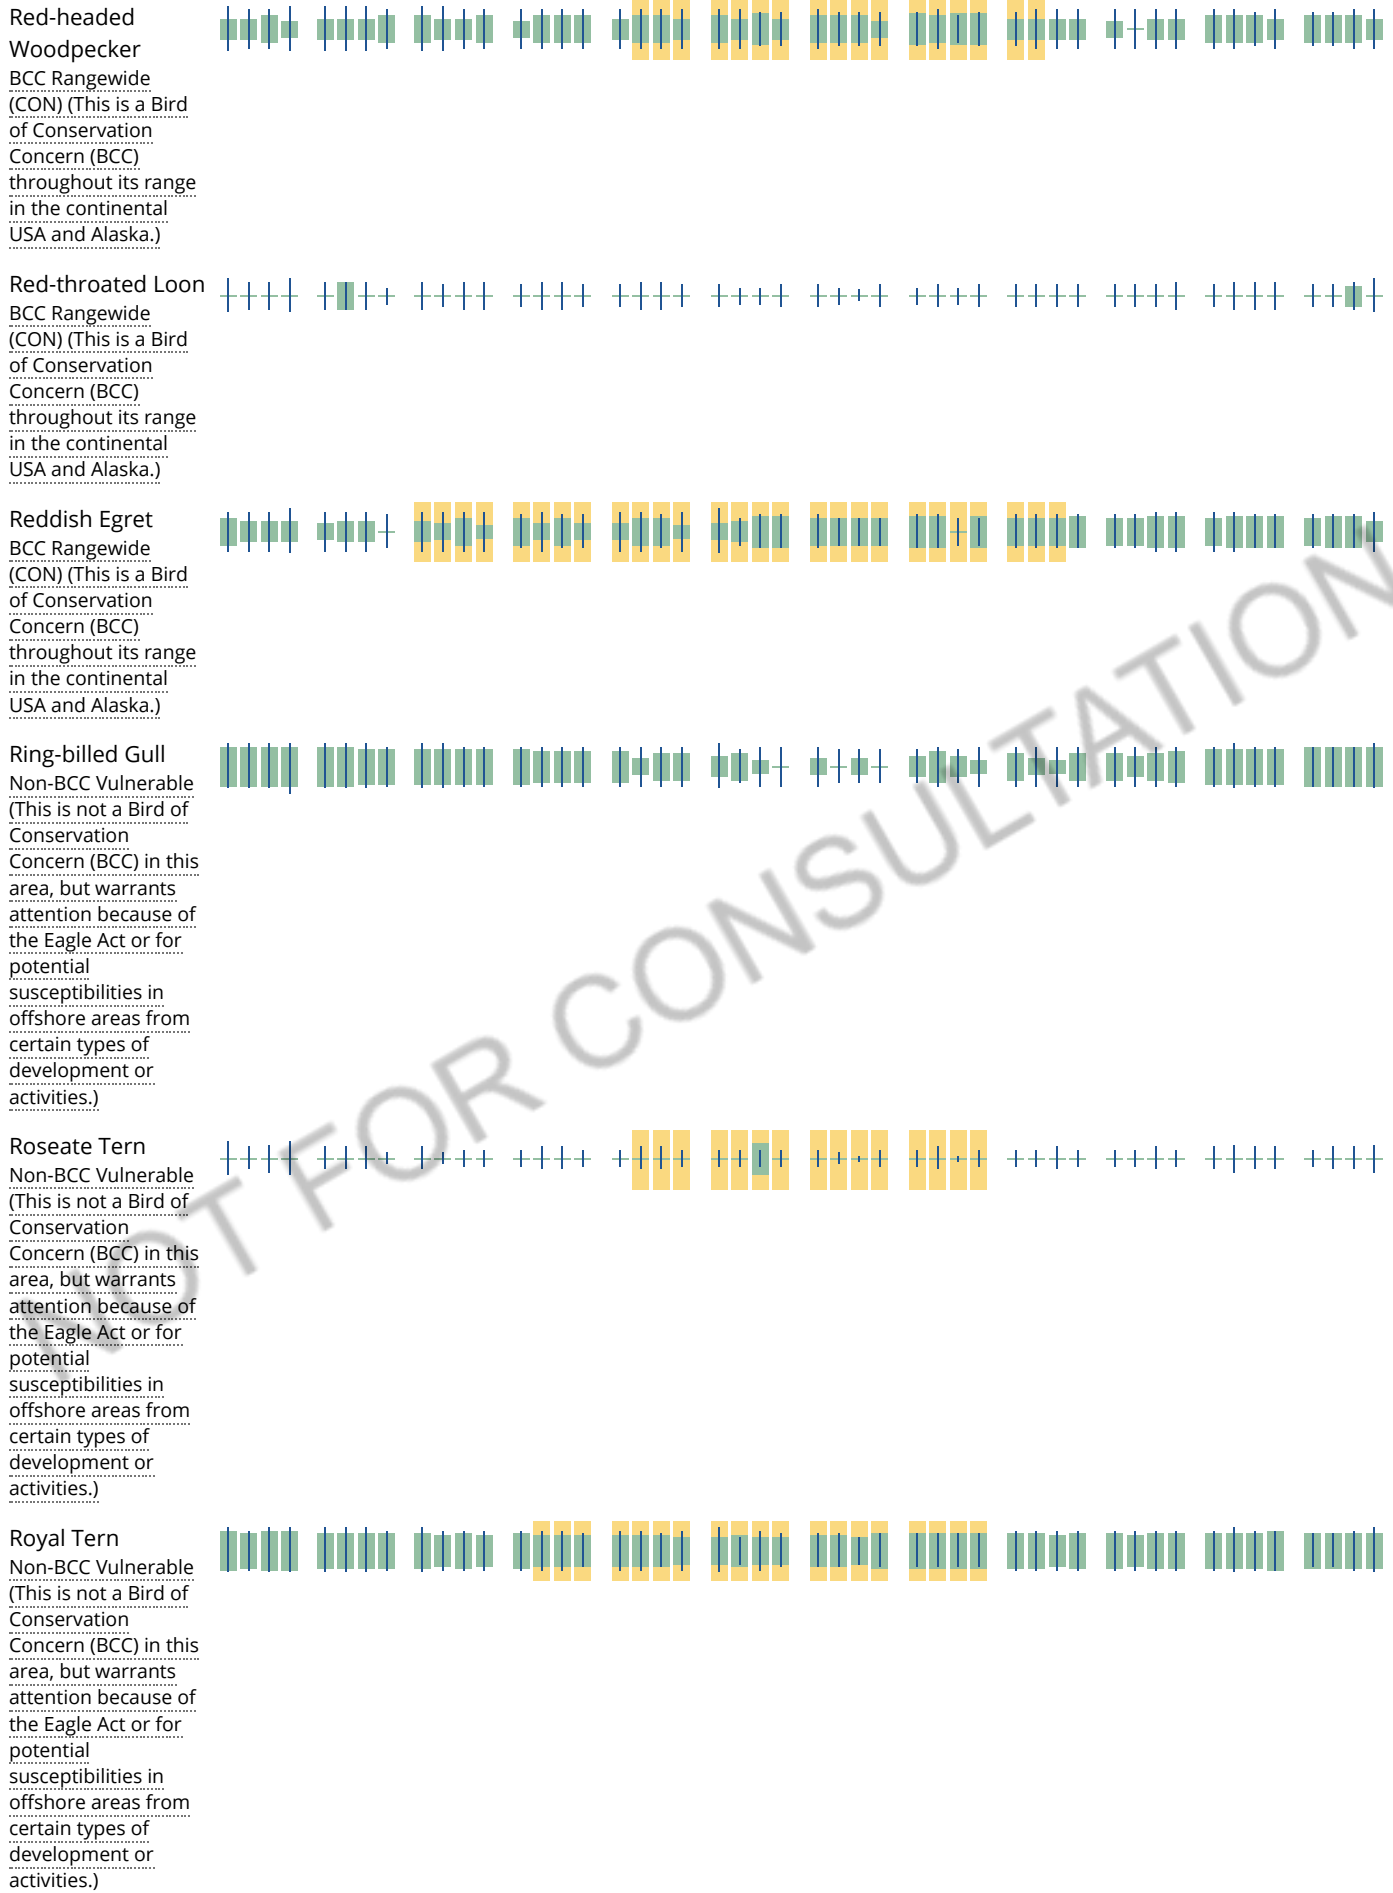 Red-headed
Woodpecker
BCC Rangewide
(CON) (This is a Bird
of Conservation
Concern (BCC)
throughout its range
in the continental
USA and Alaska.)
Red-throated Loon
BCC Rangewide
(CON) (This is a Bird
of Conservation
Concern (BCC)
throughout its range
in the continental
USA and Alaska.)
Reddish Egret
BCC Rangewide
(CON) (This is a Bird
of Conservation
Concern (BCC)
throughout its range
in the continental
USA and Alaska.)
Ring-billed Gull
Non-BCC Vulnerable
(This is not a Bird of
Conservation
Concern (BCC) in this
area, but warrants
attention because of
the Eagle Act or for
potential
susceptibilities in
offshore areas from
certain types of
development or
activities.)
Roseate Tern
Non-BCC Vulnerable
(This is not a Bird of
Conservation
Concern (BCC) in this
area, but warrants
attention because of
the Eagle Act or for
potential
susceptibilities in
offshore areas from
certain types of
development or
activities.)
Royal Tern
Non-BCC Vulnerable
(This is not a Bird of
Conservation
Concern (BCC) in this
area, but warrants
attention because of
the Eagle Act or for
potential
susceptibilities in
offshore areas from
certain types of
development or
activities.)
NOT FOR CONSULTATION